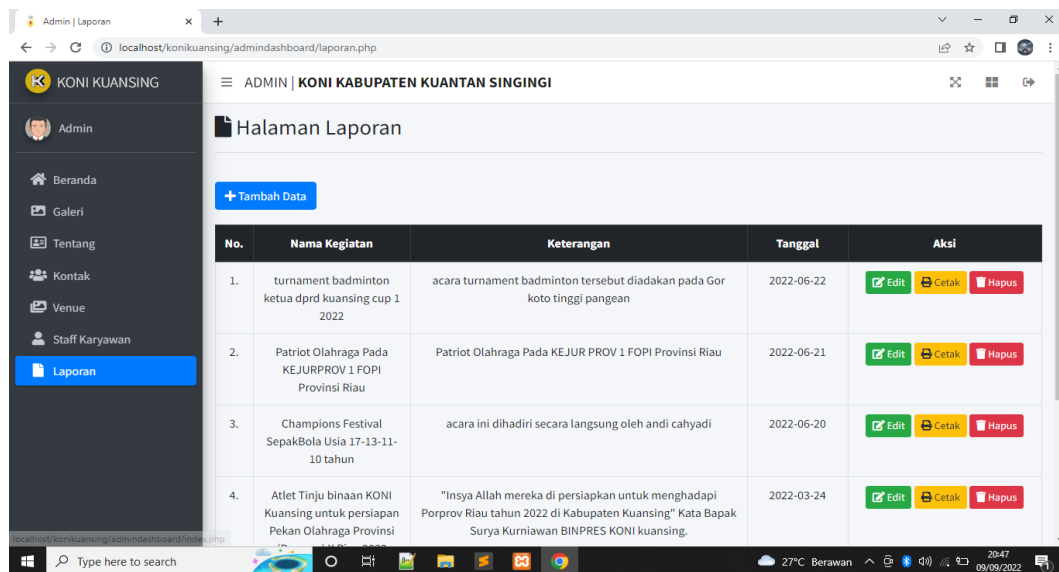 Admin | Laporan
localhost/konikuansing/admindashboard/laporan.php
KONI KUANSING
ADMIN | KONI KABUPATEN KUANTAN SINGINGI
Admin
Halaman Laporan
Beranda
Galeri
Tentang
Kontak
Venue
Staff Karyawan
Laporan
Tambah Data
No. Nama Kegiatan Keterangan Tanggal Aksi
1. turnament badminton acara turnament badminton tersebut diadakan pada Gor 2022-06-22 Edit Cetak Hapus
ketua dprd kuansing cup 1 koto tinggi pangean
2022
2. Patriot Olahraga Pada Patriot Olahraga Pada KEJUR PROV 1 FOPI Provinsi Riau 2022-06-21 Edit Cetak Hapus
KEJURPROV 1 FOPI
Provinsi Riau
3. Champions Festival acara ini dihadiri secara langsung oleh andi cahyadi 2022-06-20 Edit Cetak Hapus
SepakBola Usia 17-13-11-
10 tahun
4. Atlet Tinju binaan KONI "Insya Allah mereka di persiapkan untuk menghadapi 2022-03-24 Edit Cetak Hapus
Kuansing untuk persiapan Porprov Riau tahun 2022 di Kabupaten Kuansing" Kata Bapak
Pekan Olahraga Provinsi Surya Kurniawan BINPRES KONI kuansing.
localhost/konikuansing/admindashboard/index.php
Type here to search
27°C Berawan
20:47
09/09/2022